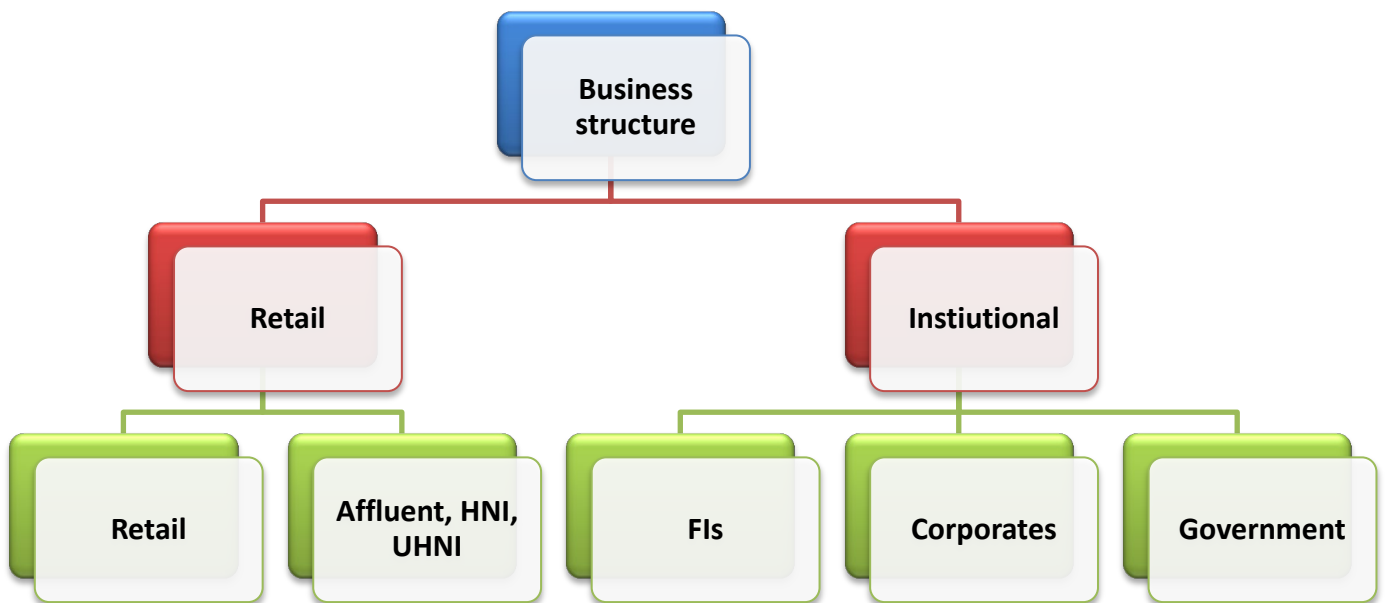 Business
structure
Retail
Instiutional
Retail
Affluent, HNI,
UHNI
FIs
Corporates
Government